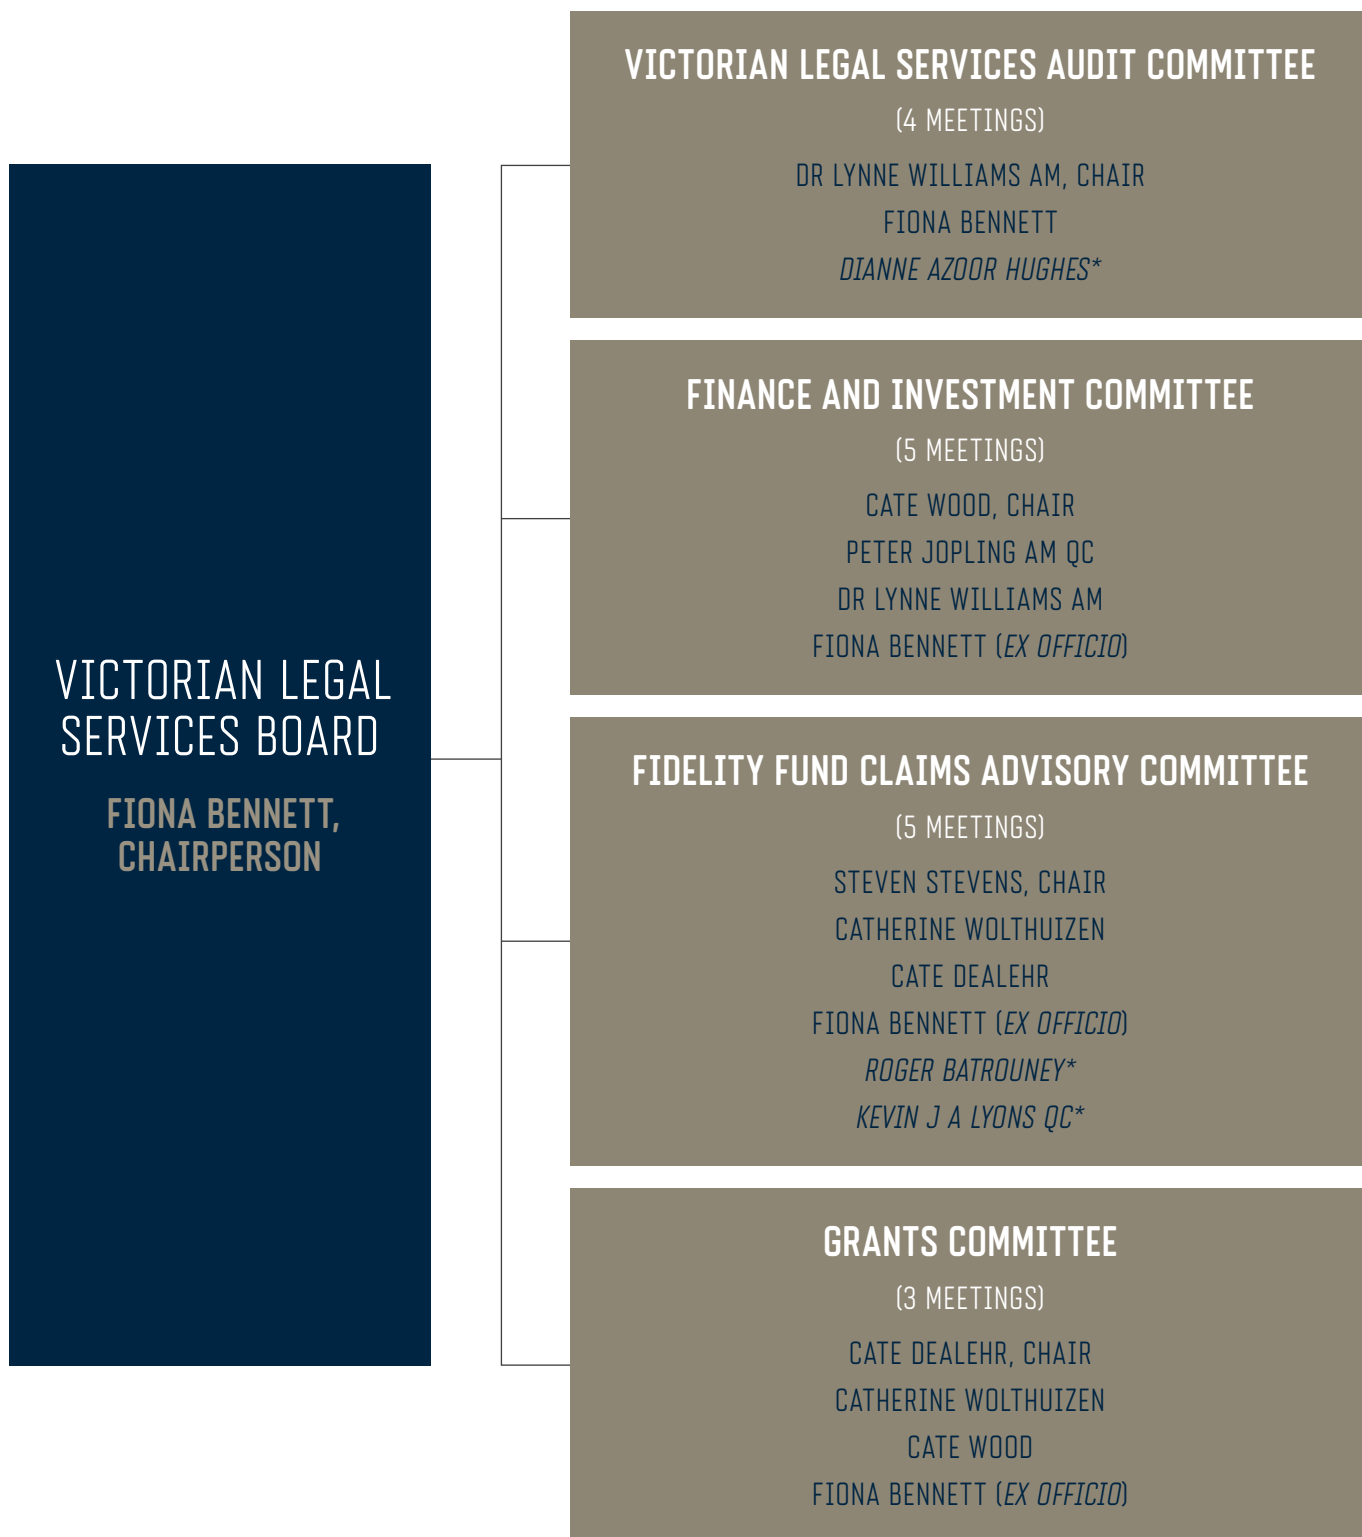 VICTORIAN LEGAL
SERVICES BOARD
FIONA BENNETT,
CHAIRPERSON
VICTORIAN LEGAL SERVICES AUDIT COMMITTEE
(4 MEETINGS)
DR LYNNE WILLIAMS AM, CHAIR
FIONA BENNETT
DIANNE AZOOR HUGHES*
FINANCE AND INVESTMENT COMMITTEE
(5 MEETINGS)
CATE WOOD, CHAIR
PETER JOPLING AM QC
DR LYNNE WILLIAMS AM
FIONA BENNETT (EX OFFICIO)
FIDELITY FUND CLAIMS ADVISORY COMMITTEE
(5 MEETINGS)
STEVEN STEVENS, CHAIR
CATHERINE WOLTHUIZEN
CATE DEALEHR
FIONA BENNETT (EX OFFICIO)
ROGER BATROUNEY*
KEVIN J A LYONS QC*
GRANTS COMMITTEE
(3 MEETINGS)
CATE DEALEHR, CHAIR
CATHERINE WOLTHUIZEN
CATE WOOD
FIONA BENNETT (EX OFFICIO)